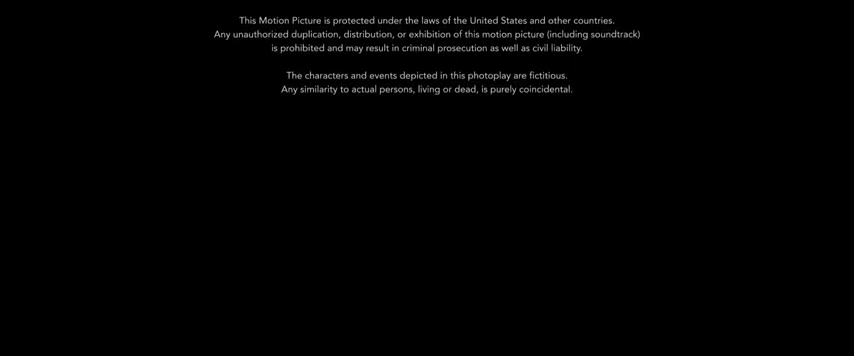 This Motion Picture is protected under the laws of the United States and other countries.
Any unauthorized duplication, distribution, or exhibition of this motion picture (including soundtrack)
is prohibited and may result in criminal prosecution as well as civil liability.
The characters and events depicted in this photoplay are fictitious.
Any similarity to actual persons, living or dead, is purely coincidental.